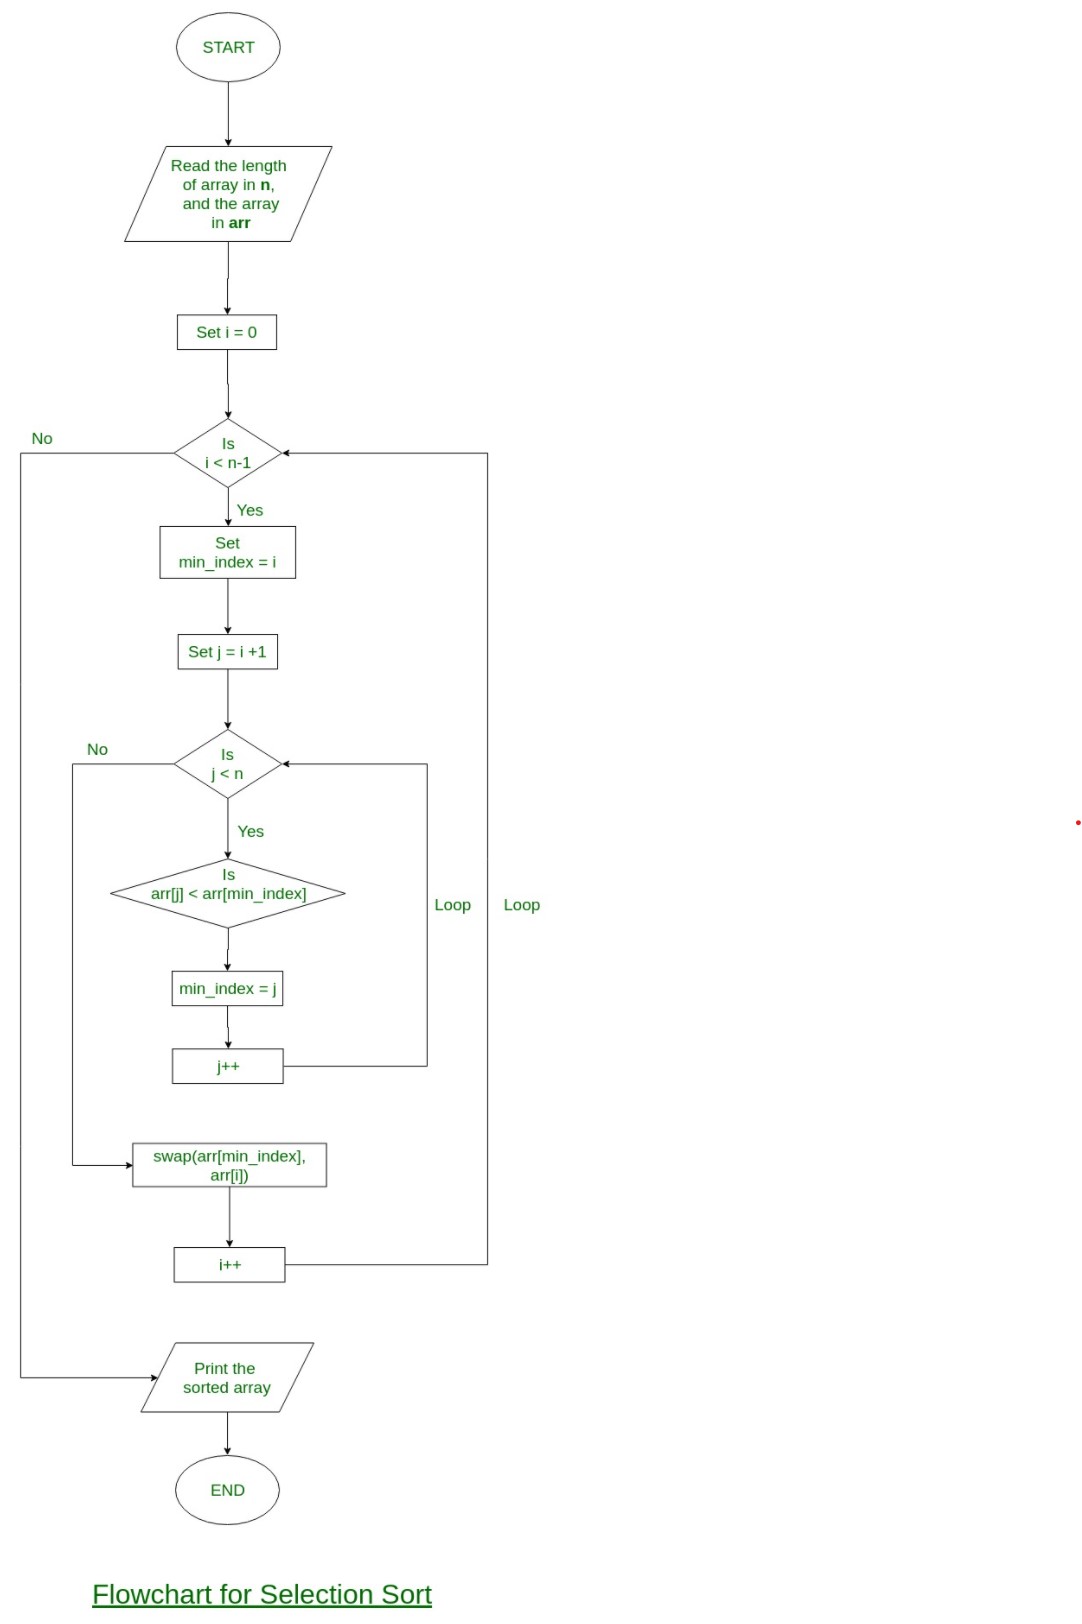 START
Read the length
of array in n,
and the array
in arr
Set i = 0
No
Is
i < n-1
Yes
Set
min_index = i
Set j = i +1
No
Is
j < n
Yes
Is
arr[j] < arr[min_index]
Loop
Loop
min_index = j
j++
swap(arr[min_index],
arr[i])
i++
Print the
sorted array
END
Flowchart for Selection Sort